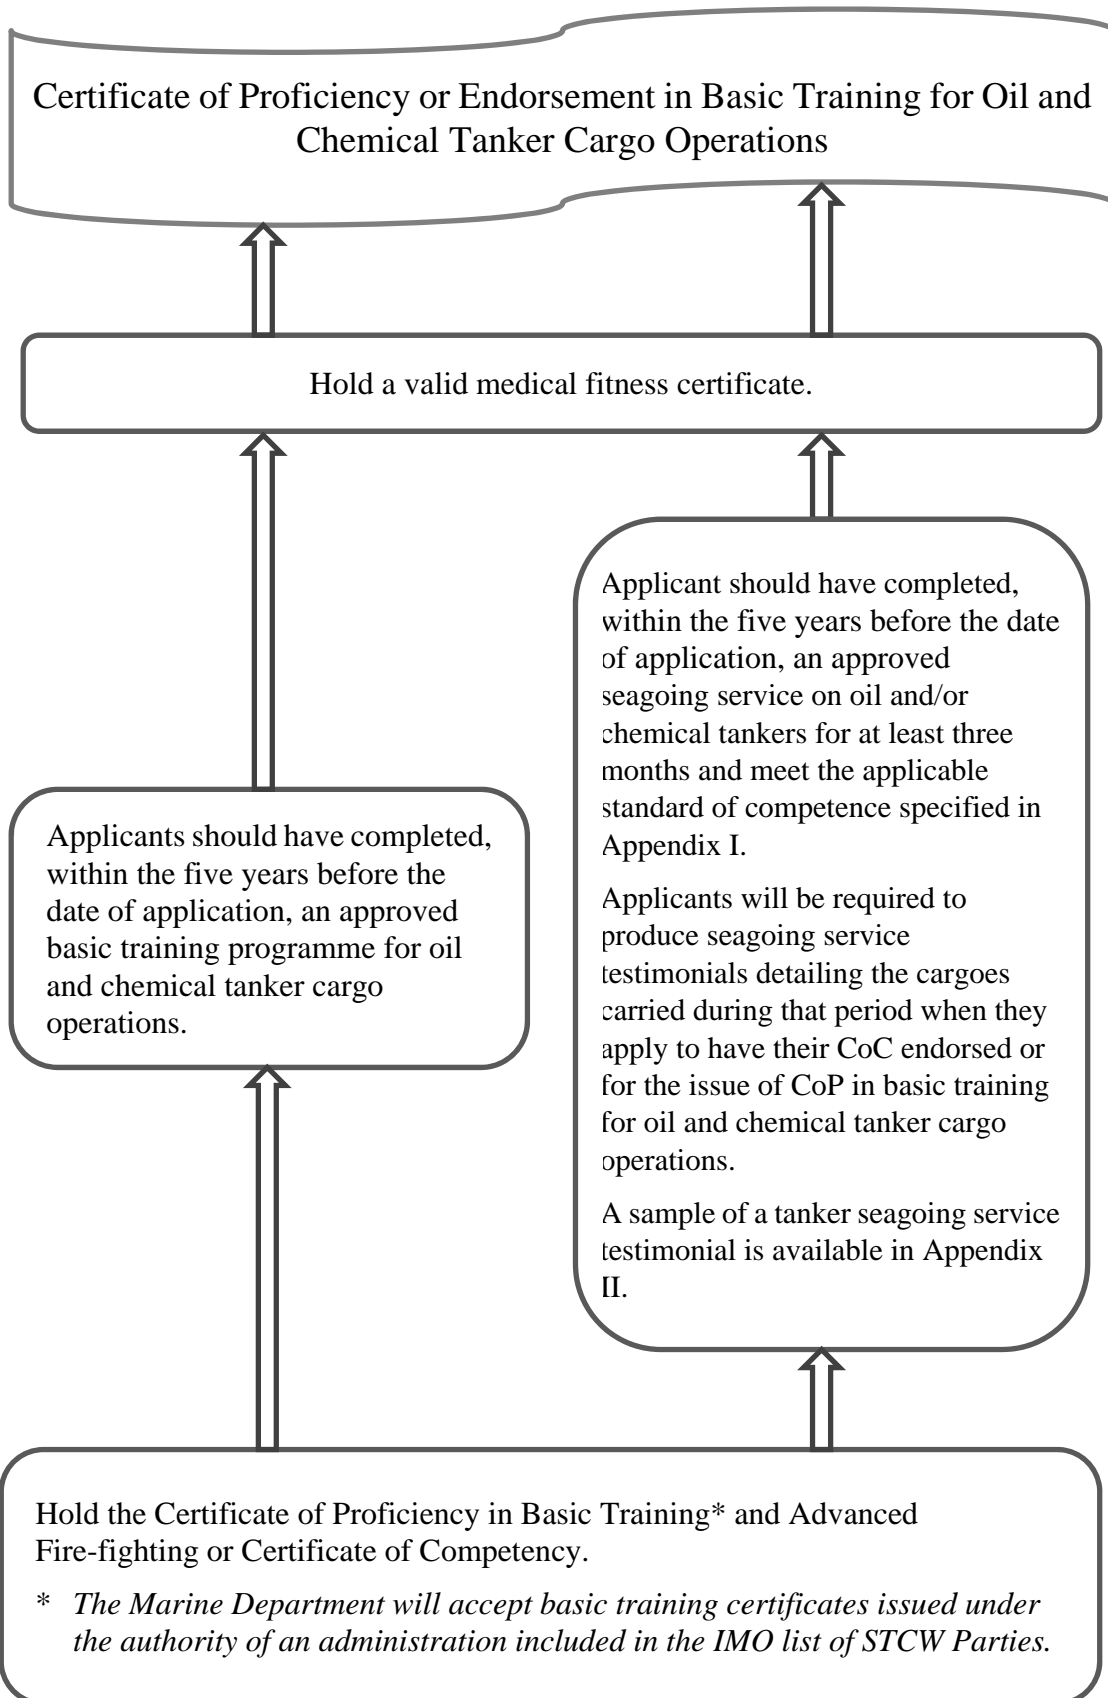 Certificate of Proficiency or Endorsement in Basic Training for Oil and
Chemical Tanker Cargo Operations
Hold a valid medical fitness certificate.
Applicants should have completed,
within the five years before the
date of application, an approved
basic training programme for oil
and chemical tanker cargo
operations.
Applicant should have completed,
within the five years before the date
of application, an approved
seagoing service on oil and/or
chemical tankers for at least three
months and meet the applicable
standard of competence specified in
Appendix I.
Applicants will be required to
produce seagoing service
testimonials detailing the cargoes
carried during that period when they
apply to have their CoC endorsed or
for the issue of CoP in basic training
for oil and chemical tanker cargo
operations.
A sample of a tanker seagoing service
testimonial is available in Appendix
II.
Hold the Certificate of Proficiency in Basic Training* and Advanced
Fire-fighting or Certificate of Competency.
* The Marine Department will accept basic training certificates issued under
the authority of an administration included in the IMO list of STCW Parties.